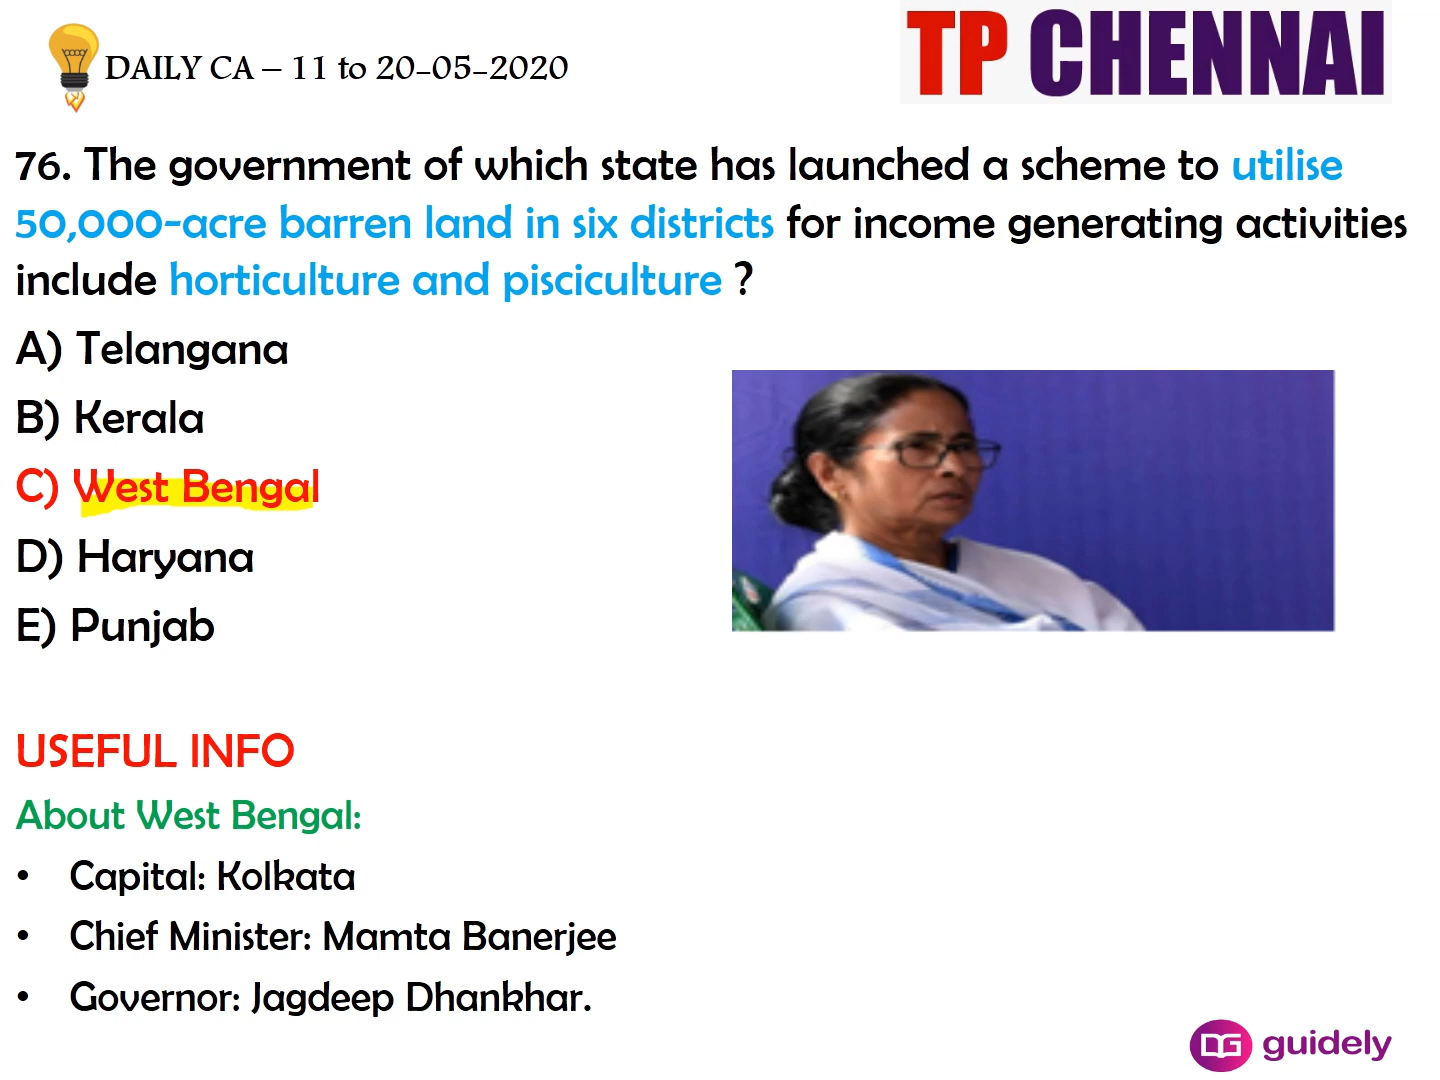 DAILY CA – 11 to 20-05-2020
TP CHENNAI
76. The government of which state has launched a scheme to utilise
50,000-acre barren land in six districts for income generating activities
include horticulture and pisciculture ?
A) Telangana
B) Kerala
C) West Bengal
D) Haryana
E) Punjab
USEFUL INFO
About West Bengal:
• Capital: Kolkata
• Chief Minister: Mamta Banerjee
• Governor: Jagdeep Dhankhar.
guidely